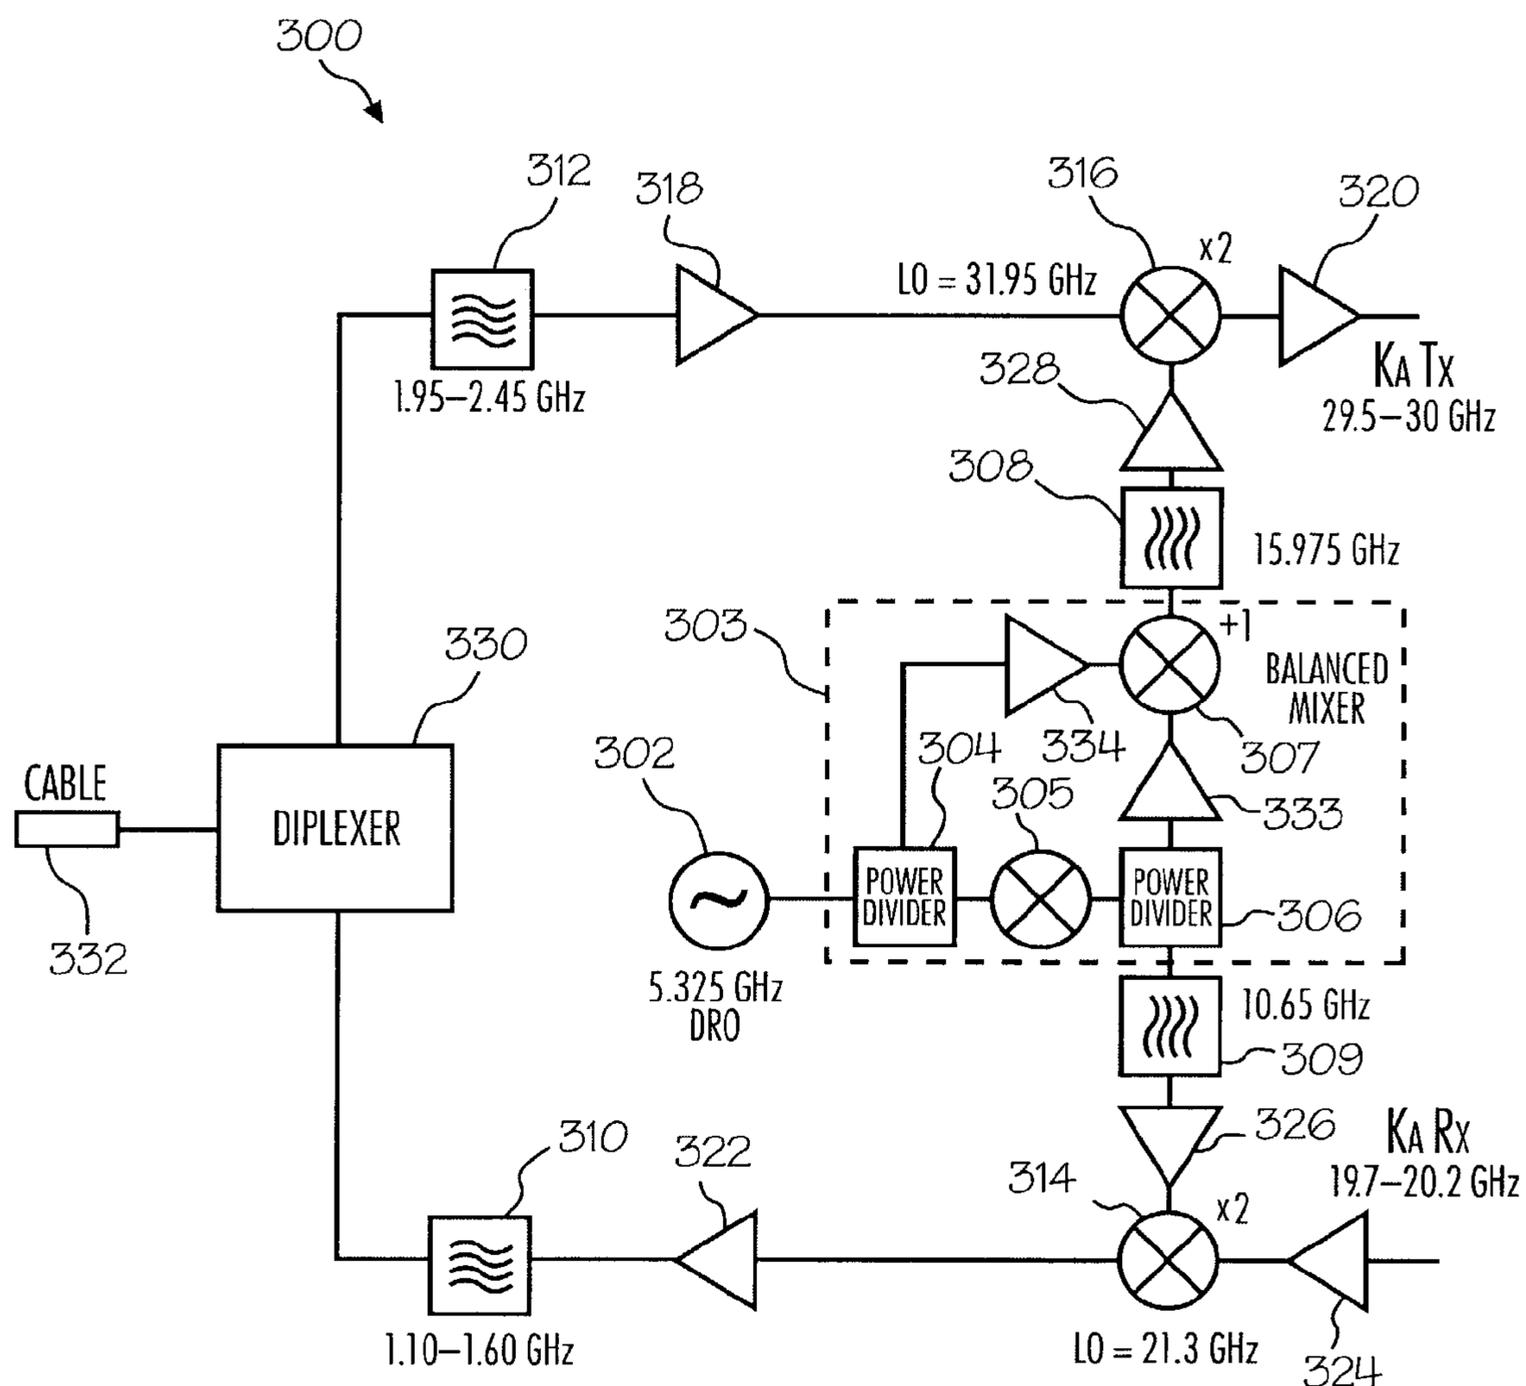 300
312
318
316
x2
320
LO = 31.95 GHz
1.95–2.45 GHz
KA TX
29.5–30 GHz
328
308
15.975 GHz
303
+1
BALANCED
MIXER
330
334
307
302
304
305
333
CABLE
DIPLEXER
POWER
DIVIDER
POWER
DIVIDER
306
332
5.325 GHz
DRO
10.65 GHz
309
310
322
326
KA RX
19.7–20.2 GHz
314
x2
1.10–1.60 GHz
LO = 21.3 GHz
324